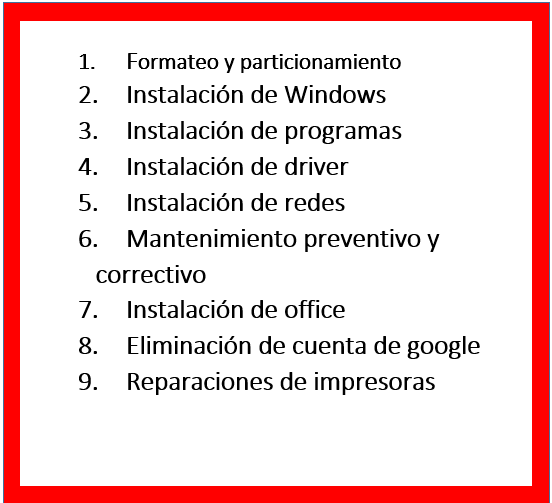 1. Formateo y particionamiento
2. Instalación de Windows
3. Instalación de programas
4. Instalación de driver
5. Instalación de redes
6. Mantenimiento preventivo y
correctivo
7. Instalación de office
8. Eliminación de cuenta de google
9. Reparaciones de impresoras